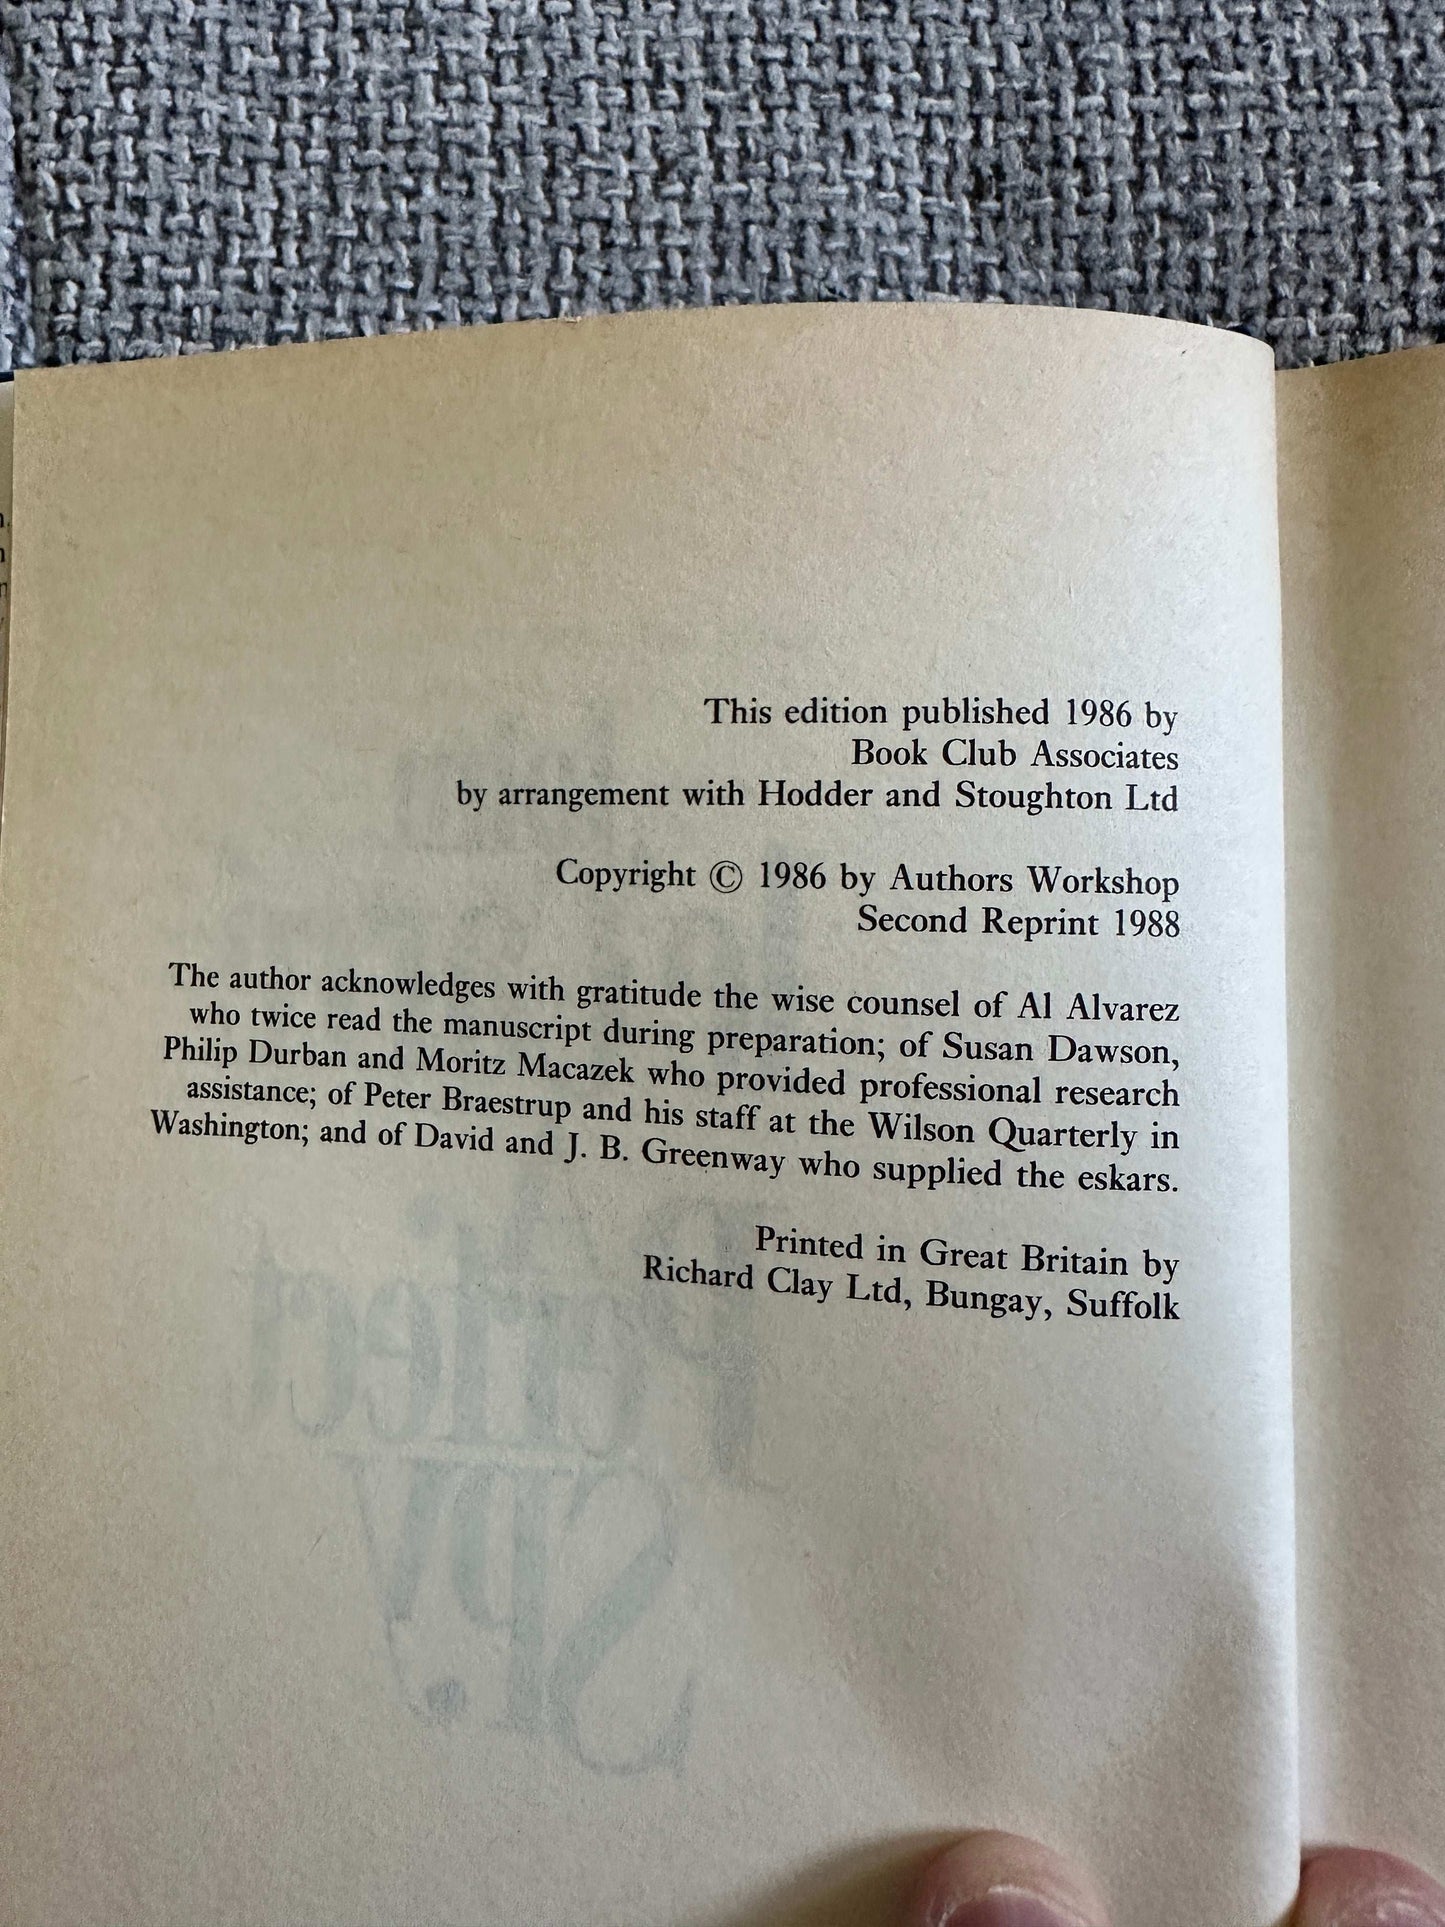 This edition published 1986 by
Book Club Associates
by arrangement with Hodder and Stoughton Ltd
Copyright © 1986 by Authors Workshop
Second Reprint 1988
The author acknowledges with gratitude the wise counsel of Al Alvarez
who twice read the manuscript during preparation; of Susan Dawson,
Philip Durban and Moritz Macazek who provided professional research
assistance; of Peter Braestrup and his staff at the Wilson Quarterly in
Washington; and of David and J. B. Greenway who supplied the eskars.
Printed in Great Britain by
Richard Clay Ltd, Bungay, Suffolk
Perfect
Spy